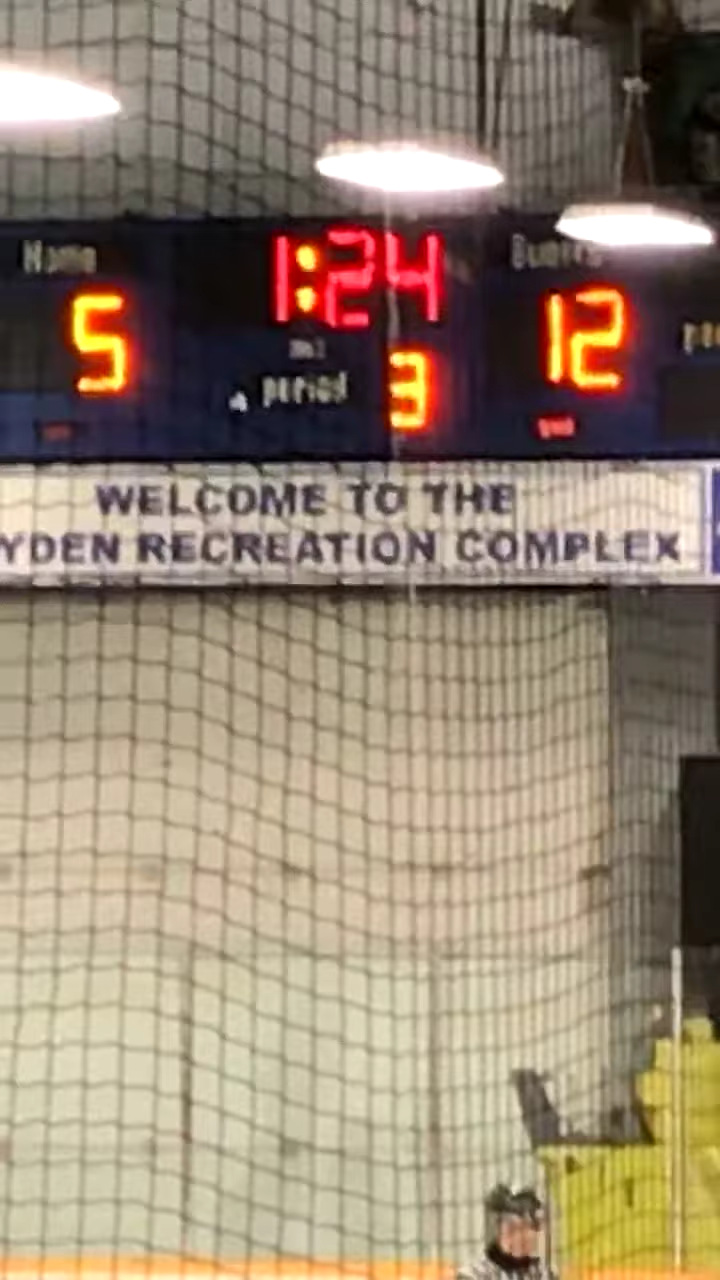 Home
1:24
Guests
5
12
period
3
WELCOME TO THE
YDEN RECREATION COMPLEX